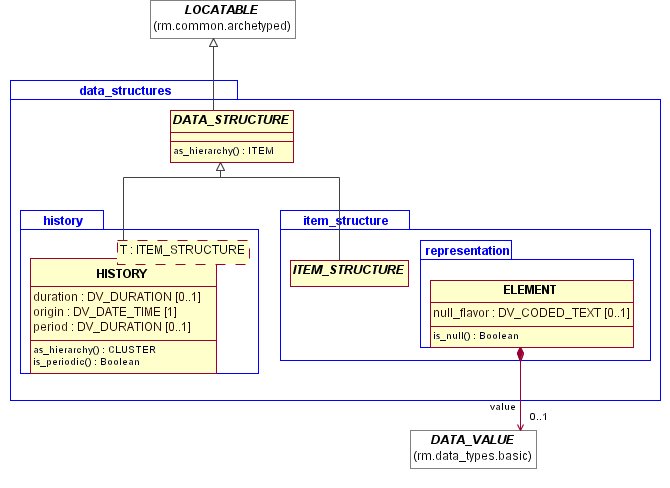 LOCATABLE
(rm.common.archetyped)
data_structures
DATA_STRUCTURE
as_hierarchy() : ITEM
history
item_structure
T : ITEM_STRUCTURE
representation
HISTORY
ITEM_STRUCTURE
duration : DV_DURATION [0..1]
origin : DV_DATE_TIME [1]
period : DV_DURATION [0..1]
as_hierarchy() : CLUSTER
is_periodic() : Boolean
ELEMENT
null_flavor : DV_CODED_TEXT [0..1]
is_null() : Boolean
value
0..1
DATA_VALUE
(rm.data_types.basic)